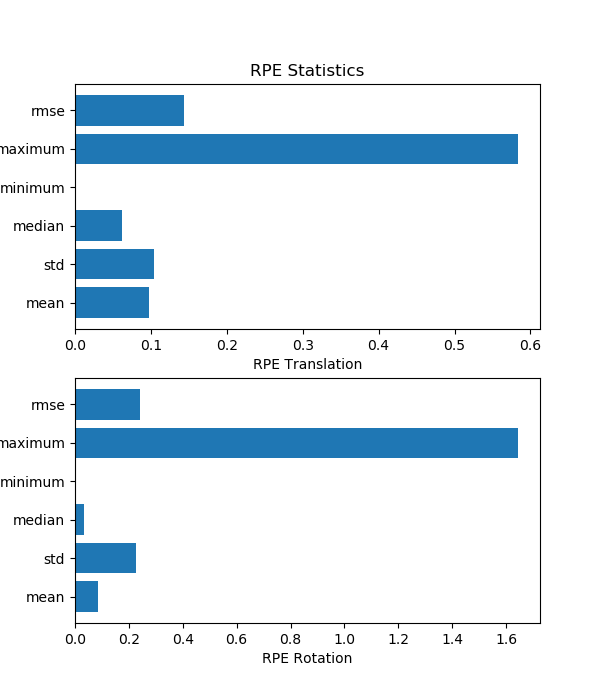 RPE Statistics
rmse
maximum
minimum
median
std
mean
0.0 0.1 0.2 0.3 0.4 0.5 0.6
RPE Translation
rmse
maximum
minimum
median
std
mean
0.0 0.2 0.4 0.6 0.8 1.0 1.2 1.4 1.6
RPE Rotation